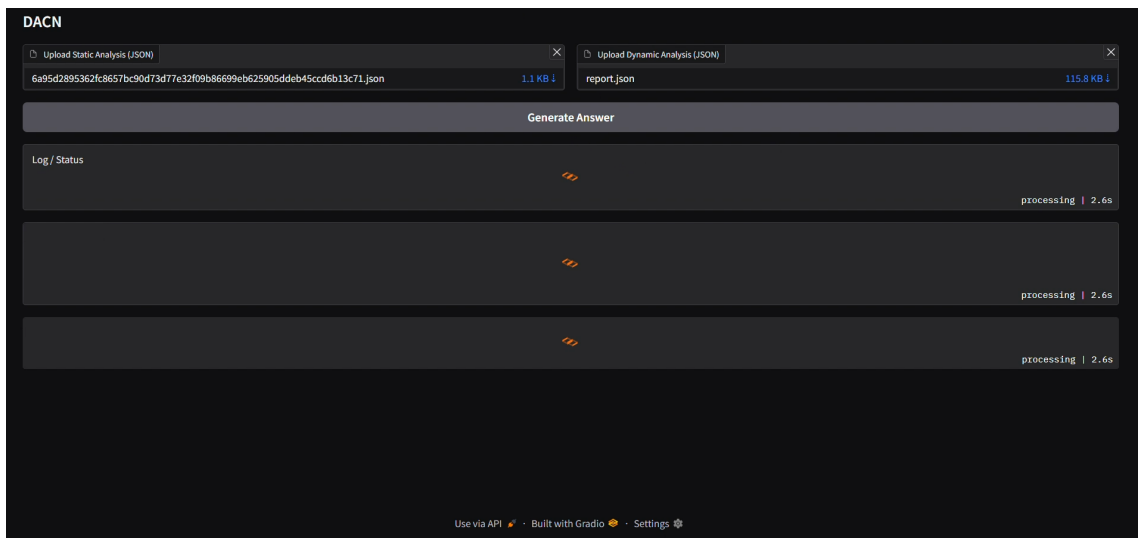 DACN
Upload Static Analysis (JSON)
6a95d2895362fc8657bc90d73d77e32f09b86699eb625905ddeb45ccd6b13c71.json 1.1 KB ↓
Upload Dynamic Analysis (JSON)
report.json 115.8 KB ↓
Generate Answer
Log / Status
processing | 2.6s
processing | 2.6s
processing | 2.6s
Use via API · Built with Gradio · Settings